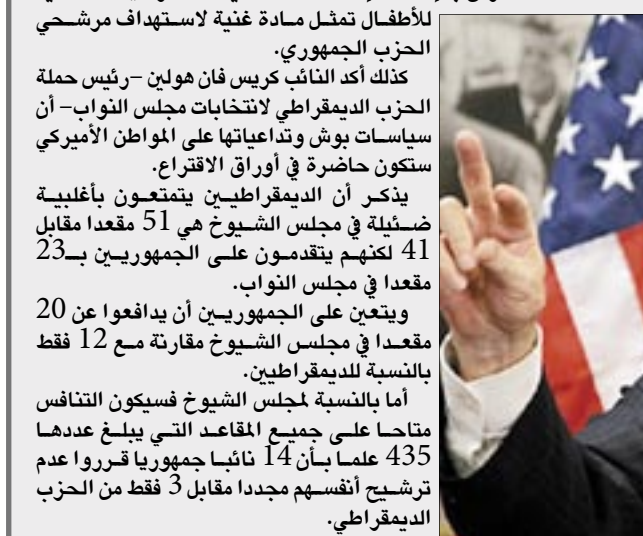 للأطفال تمثل مادة غنية لاستهداف مرشحي
الحزب الجمهوري.
كذلك أكد النائب كريس فان هولين –رئيس حملة
الحزب الديمقراطي لانتخابات مجلس النواب– أن
سياسات بوش وتداعياتها على المواطن الأميركي
ستكون حاضرة في أوراق الاقتراع.
يذكر أن الديمقراطيين يتمتعون بأغلبية
ضئيلة في مجلس الشيوخ هي 51 مقعدا مقابل
41 لكنهم يتقدمون على الجمهوريين بـ23
مقعدا في مجلس النواب.
ويتعين على الجمهوريين أن يدافعوا عن 20
مقعدا في مجلس الشيوخ مقارنة مع 12 فقط
بالنسبة للديمقراطيين.
أما بالنسبة لمجلس الشيوخ فسيكون التنافس
متاحا على جميع المقاعد التي يبلغ عددها
435 علما بأن 14 نائبا جمهوريا قرروا عدم
ترشيح أنفسهم مجددا مقابل 3 فقط من الحزب
الديمقراطي.